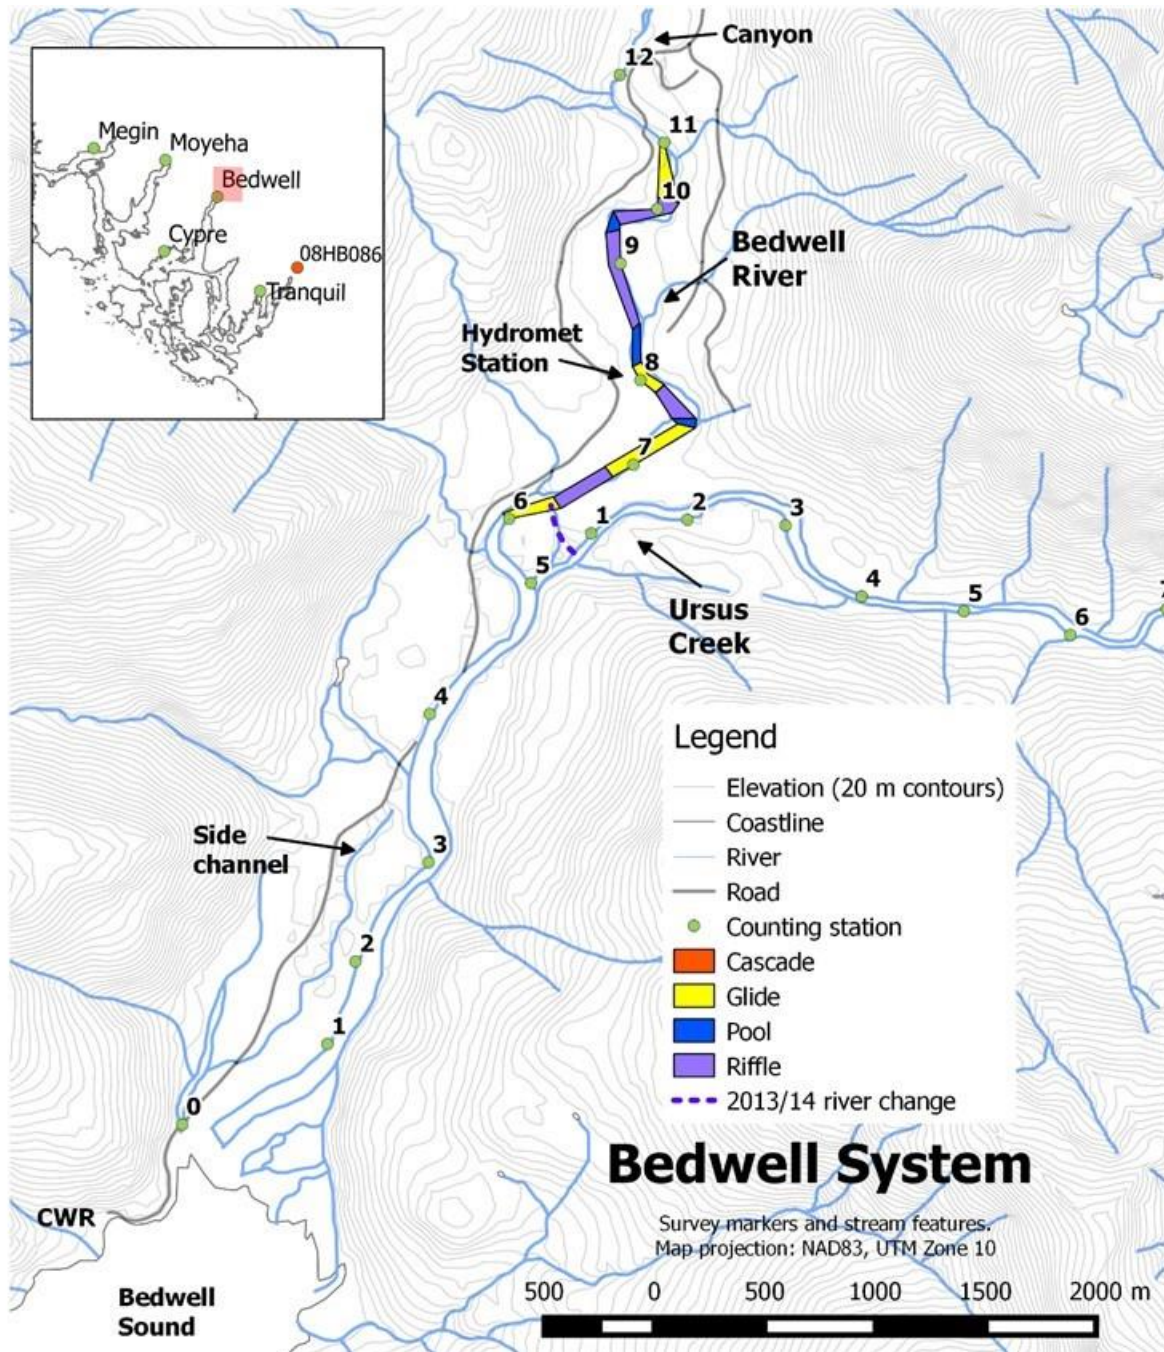 Canyon
12
Megin
Moyeha
11
Bedwell
10
Cypre
9
Bedwell
River
08HB086
Tranquil
Hydromet
Station
8
7
6
1
2
3
5
4
5
6
7
Ursus
Creek
4
Legend
Elevation (20 m contours)
Coastline
River
Road
Counting station
Cascade
Glide
Pool
Riffle
2013/14 river change
Side
channel
3
2
1
0
Bedwell System
CWR
Survey markers and stream features.
Map projection: NAD83, UTM Zone 10
Bedwell
Sound
500 0 500 1000 1500 2000 m